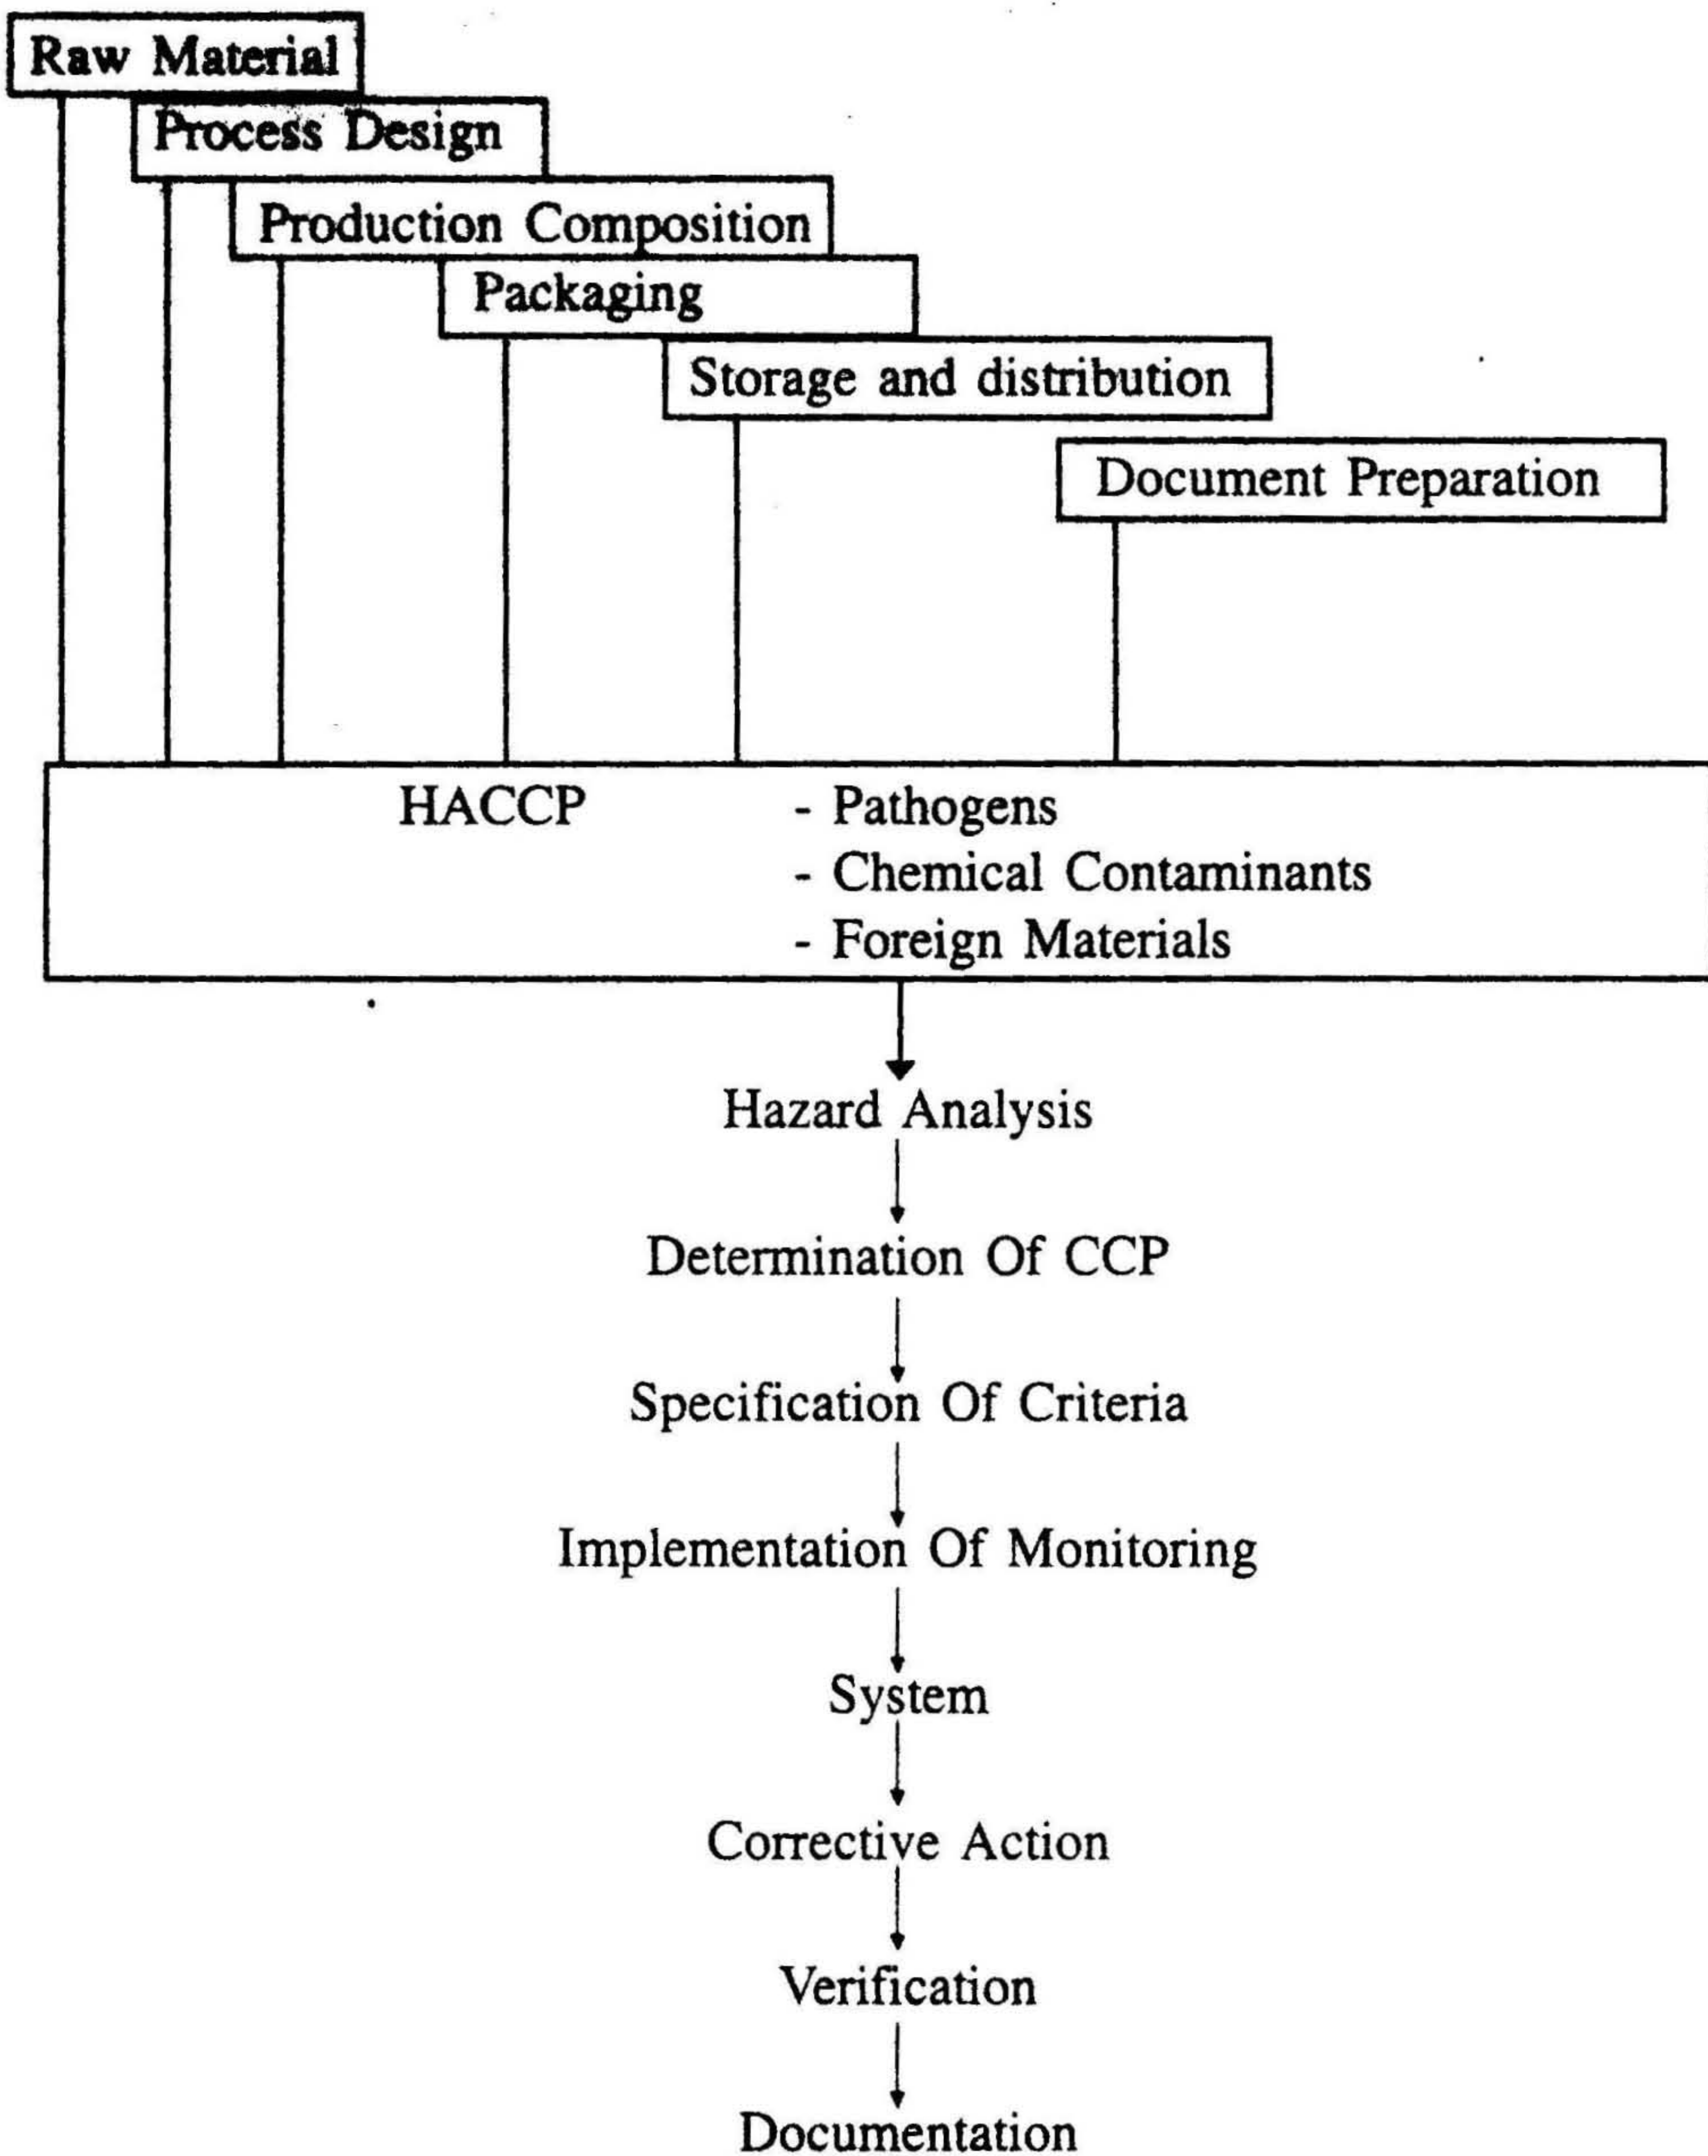 Raw Material
Process Design
Production Composition
Packaging
Storage and distribution
Document Preparation
HACCP - Pathogens
- Chemical Contaminants
- Foreign Materials
Hazard Analysis
Determination Of CCP
Specification Of Criteria
Implementation Of Monitoring
System
Corrective Action
Verification
Documentation